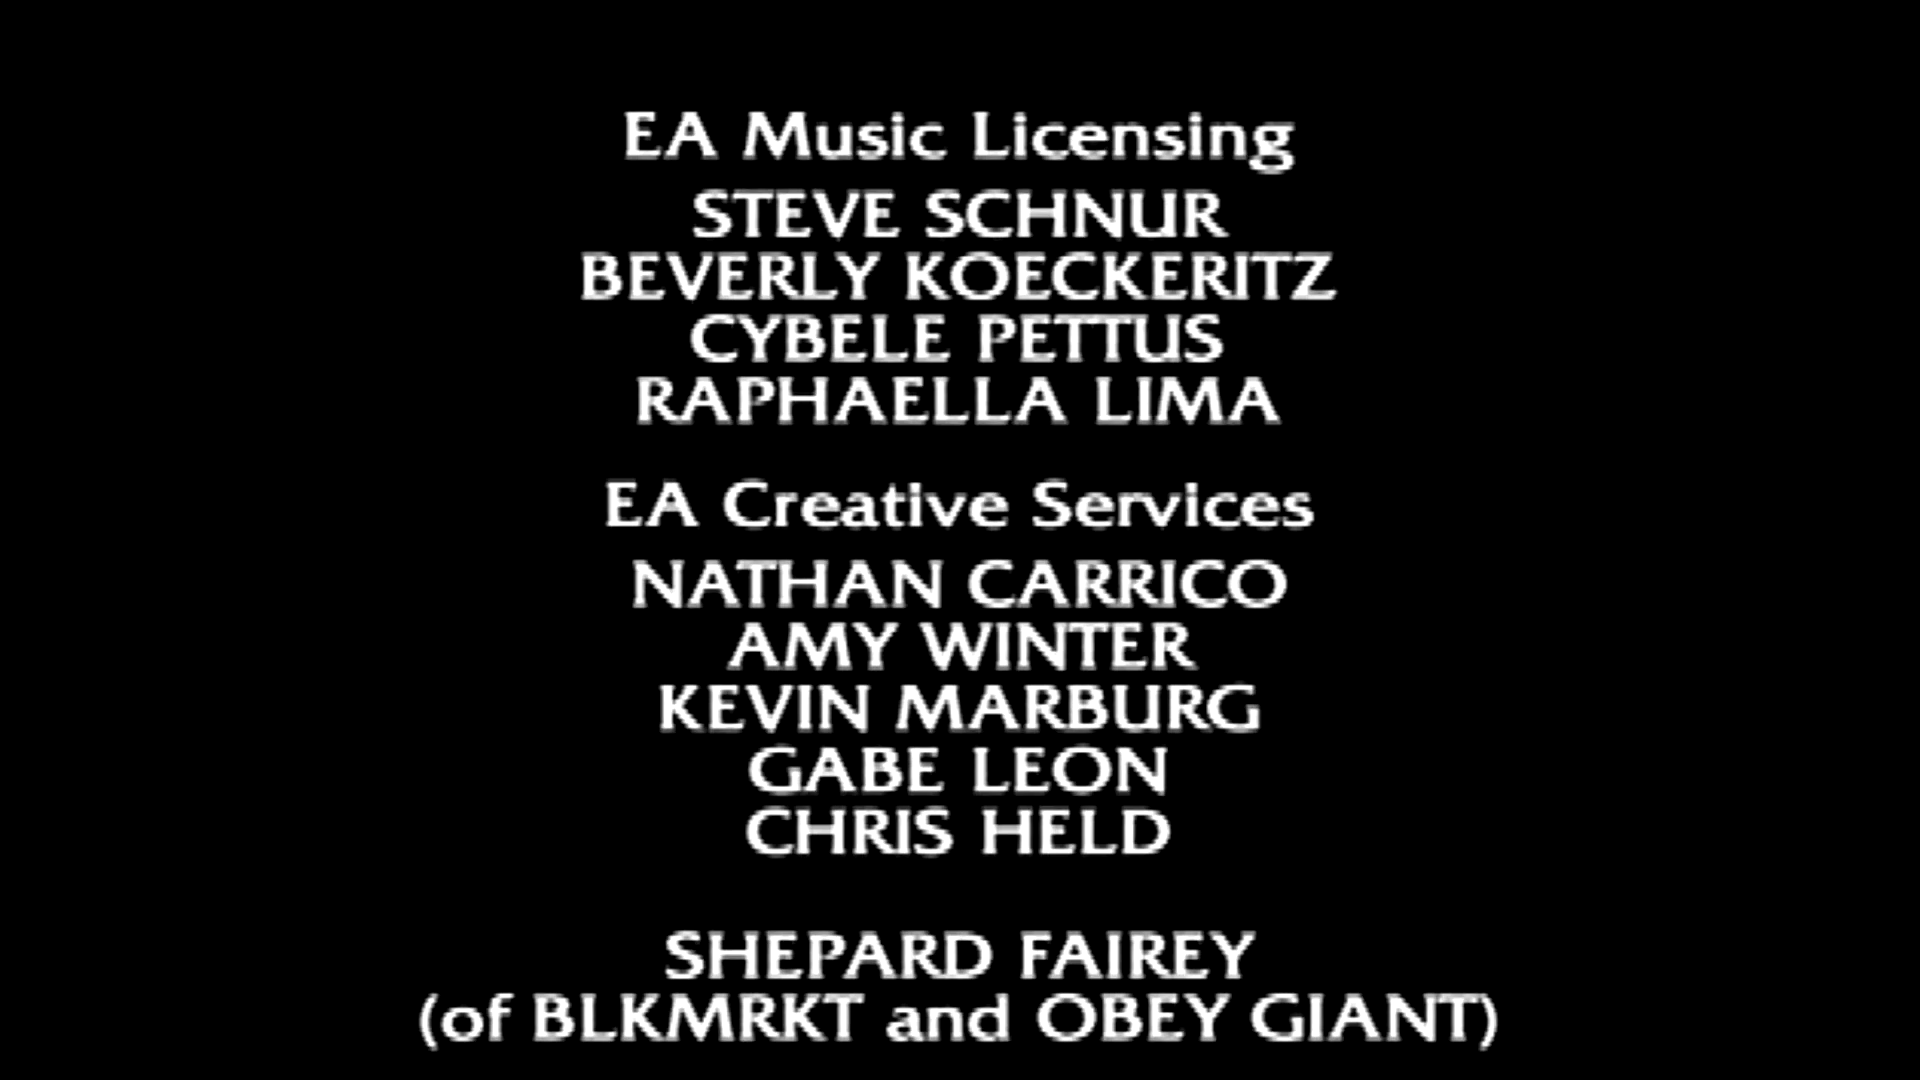 EA Music Licensing
STEVE SCHNUR
BEVERLY KOECKERITZ
CYBELE PETTUS
RAPHAELLA LIMA
EA Creative Services
NATHAN CARRICO
AMY WINTER
KEVIN MARBURG
GABE LEON
CHRIS HELD
SHEPARD FAIREY
(of BLKMRKT and OBEY GIANT)